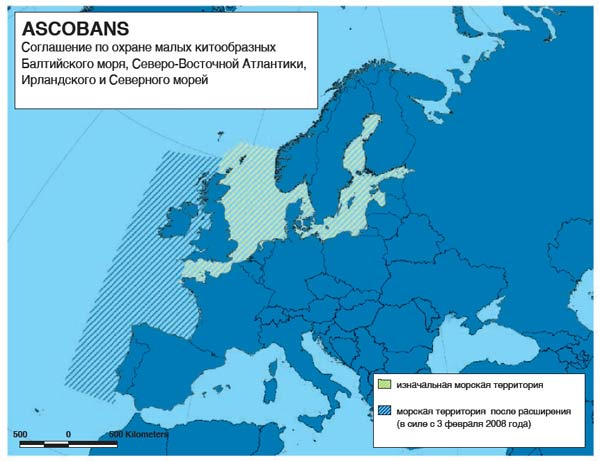 ASCOBANS
Соглашение по охране малых китообразных
Балтийского моря, Северо-Восточной Атлантики,
Ирландского и Северного морей
изначальная морская территория
морская территория после расширения
(в силе с 3 февраля 2008 года)
500 0 500 Kilometers